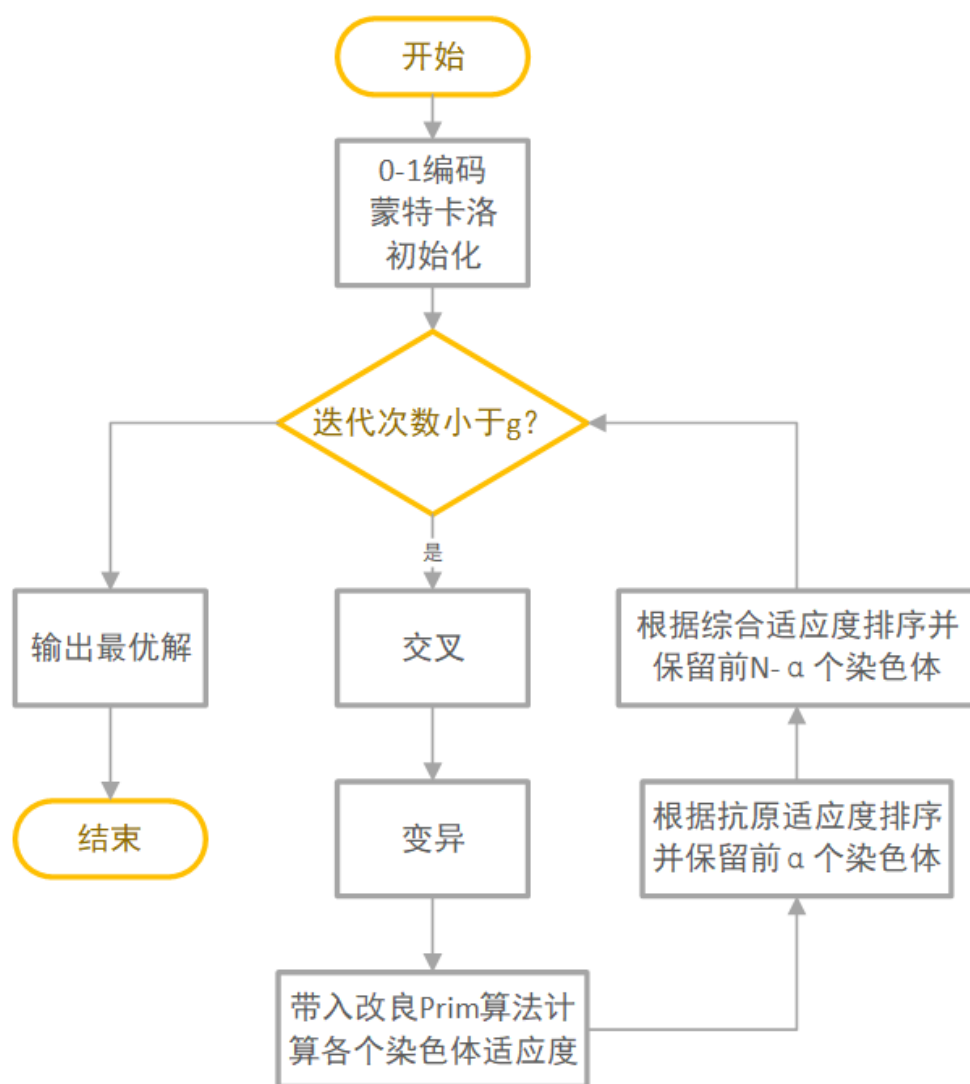 开始
0-1编码
蒙特卡洛
初始化
迭代次数小于g?
是
输出最优解
结束
交叉
变异
带入改良Prim算法计
算各个染色体适应度
根据抗原适应度排序
并保留前α个染色体
根据综合适应度排序并
保留前N-α个染色体